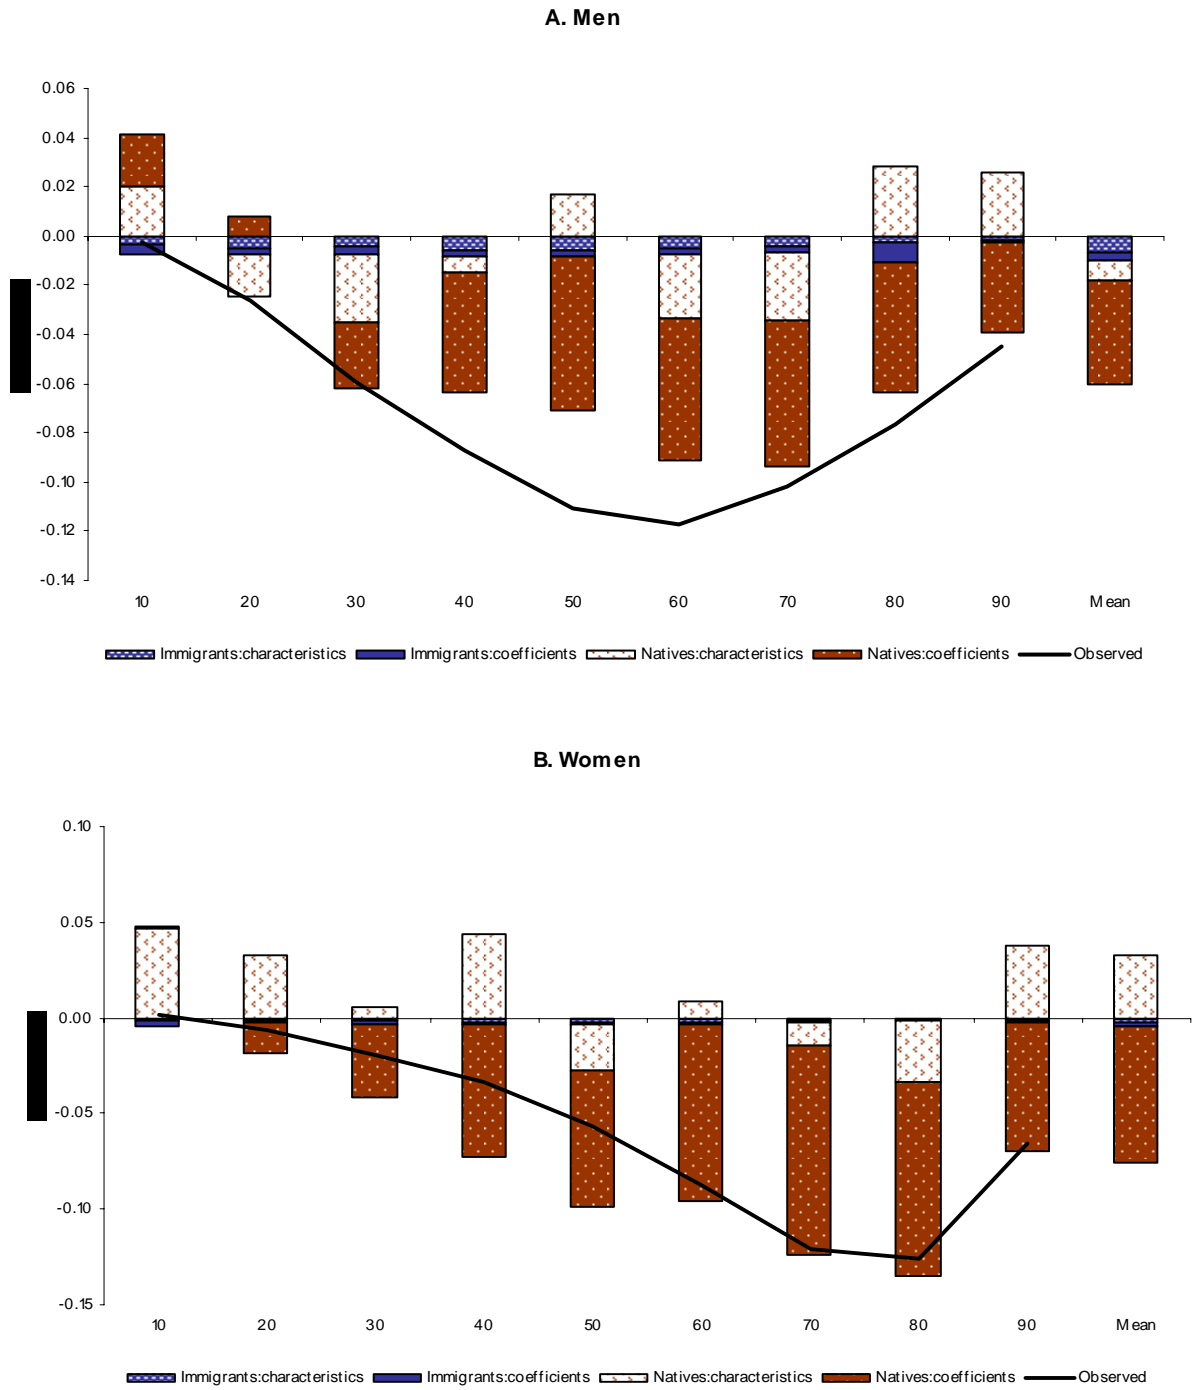 A. Men
0.06
0.04
0.02
0.00
-0.02
-0.04
-0.06
-0.08
-0.10
-0.12
-0.14
10 20 30 40 50 60 70 80 90 Mean
Immigrants:characteristics Immigrants:coefficients Natives:characteristics Natives:coefficients Observed
B. Women
0.10
0.05
0.00
-0.05
-0.10
-0.15
10 20 30 40 50 60 70 80 90 Mean
Immigrants:characteristics Immigrants:coefficients Natives:characteristics Natives:coefficients Observed